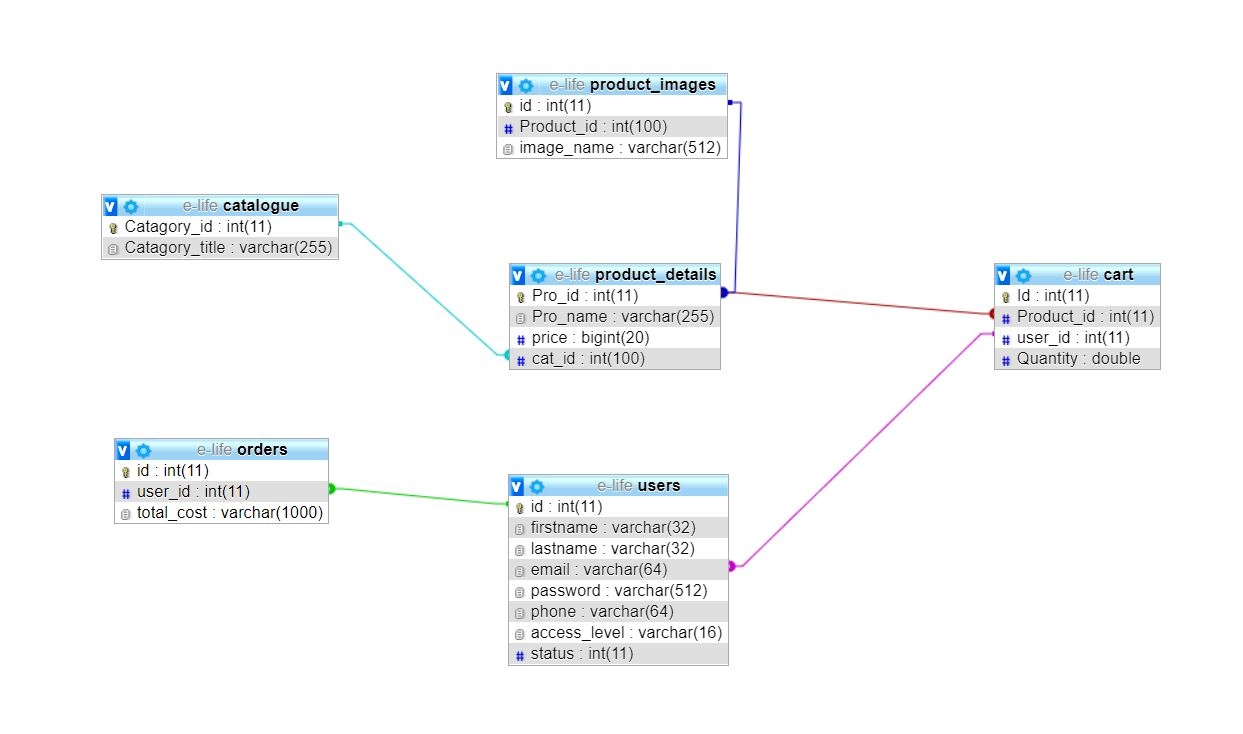 e-life product_images
id : int(11)
Product_id : int(100)
image_name : varchar(512)
e-life catalogue
Catagory_id : int(11)
Catagory_title : varchar(255)
e-life product_details
Pro_id : int(11)
Pro_name : varchar(255)
price : bigint(20)
cat_id : int(100)
e-life cart
Id : int(11)
Product_id : int(11)
user_id : int(11)
Quantity : double
e-life orders
id : int(11)
user_id : int(11)
total_cost : varchar(1000)
e-life users
id : int(11)
firstname : varchar(32)
lastname : varchar(32)
email : varchar(64)
password : varchar(512)
phone : varchar(64)
access_level : varchar(16)
status : int(11)